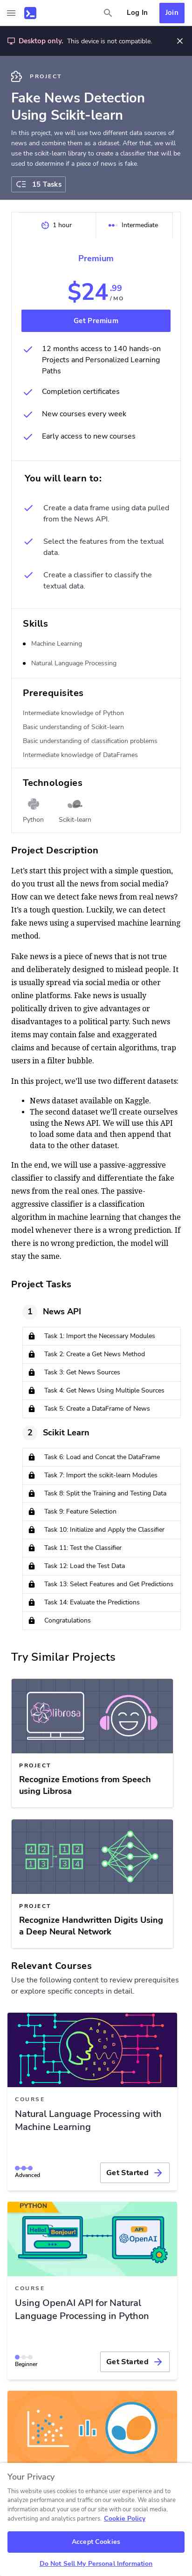 Log In
Join
Desktop only. This device is not compatible.
PROJECT
Fake News Detection
Using Scikit-learn
In this project, we will use two different data sources of
news and combine them as a dataset. After that, we will
use the scikit-learn library to create a classifier that will be
used to determine if a piece of news is fake.
15 Tasks
1 hour
Intermediate
Premium
$24.99
/MO
Get Premium
12 months access to 140 hands-on
Projects and Personalized Learning
Paths
Completion certificates
New courses every week
Early access to new courses
You will learn to:
Create a data frame using data pulled
from the News API.
Select the features from the textual
data.
Create a classifier to classify the
textual data.
Skills
Machine Learning
Natural Language Processing
Prerequisites
Intermediate knowledge of Python
Basic understanding of Scikit-learn
Basic understanding of classification problems
Intermediate knowledge of DataFrames
Technologies
Python
Scikit-learn
Project Description
Let's start this project with a simple question,
do you trust all the news from social media?
How can we detect fake news from real news?
It's a tough question. Luckily, we can detect
fake news using a supervised machine learning
model.
Fake news is a piece of news that is not true
and is deliberately made to mislead people. It
is usually spread via social media or other
online platforms. Fake news is usually
politically driven to give advantages or
disadvantages to a political party. Such news
items may contain false and exaggerated
claims and because of certain algorithms, trap
users in a filter bubble.
In this project, we'll use two different datasets:
News dataset available on Kaggle.
The second dataset we'll create ourselves
using the News API. We will use this API
to load some data and then append that
data to the other dataset.
In the end, we will use a passive-aggressive
classifier to classify and differentiate the fake
news from the real ones. The passive-
aggressive classifier is a classification
algorithm in machine learning that changes the
model whenever there is a wrong prediction. If
there is no wrong prediction, the model will
stay the same.
Project Tasks
1
News API
Task 1: Import the Necessary Modules
Task 2: Create a Get News Method
Task 3: Get News Sources
Task 4: Get News Using Multiple Sources
Task 5: Create a DataFrame of News
2
Scikit Learn
Task 6: Load and Concat the DataFrame
Task 7: Import the scikit-learn Modules
Task 8: Split the Training and Testing Data
Task 9: Feature Selection
Task 10: Initialize and Apply the Classifier
Task 11: Test the Classifier
Task 12: Load the Test Data
Task 13: Select Features and Get Predictions
Task 14: Evaluate the Predictions
Congratulations
Try Similar Projects
librosa
PROJECT
Recognize Emotions from Speech
using Librosa
4 2 1 2
1 3 3 4
PROJECT
Recognize Handwritten Digits Using
a Deep Neural Network
Relevant Courses
Use the following content to review prerequisites
or explore specific concepts in detail.
COURSE
Natural Language Processing with
Machine Learning
Advanced
Get Started
PYTHON
Hello!
Bonjour!
API
OpenAI
COURSE
Using OpenAI API for Natural
Language Processing in Python
Beginner
Get Started
Your Privacy
This website uses cookies to enhance user experience and to
analyze performance and traffic on our website. We also share
information about your use of our site with our social media,
advertising and analytics partners. Cookie Policy
Accept Cookies
Do Not Sell My Personal Information